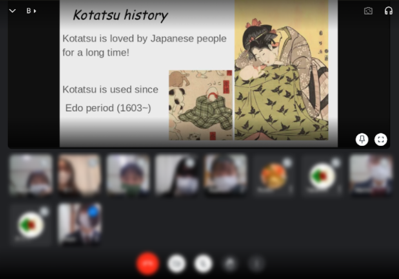 B
Kotatsu history
Kotatsu is loved by Japanese people
for a long time!
Kotatsu is used since
Edo period (1603~)